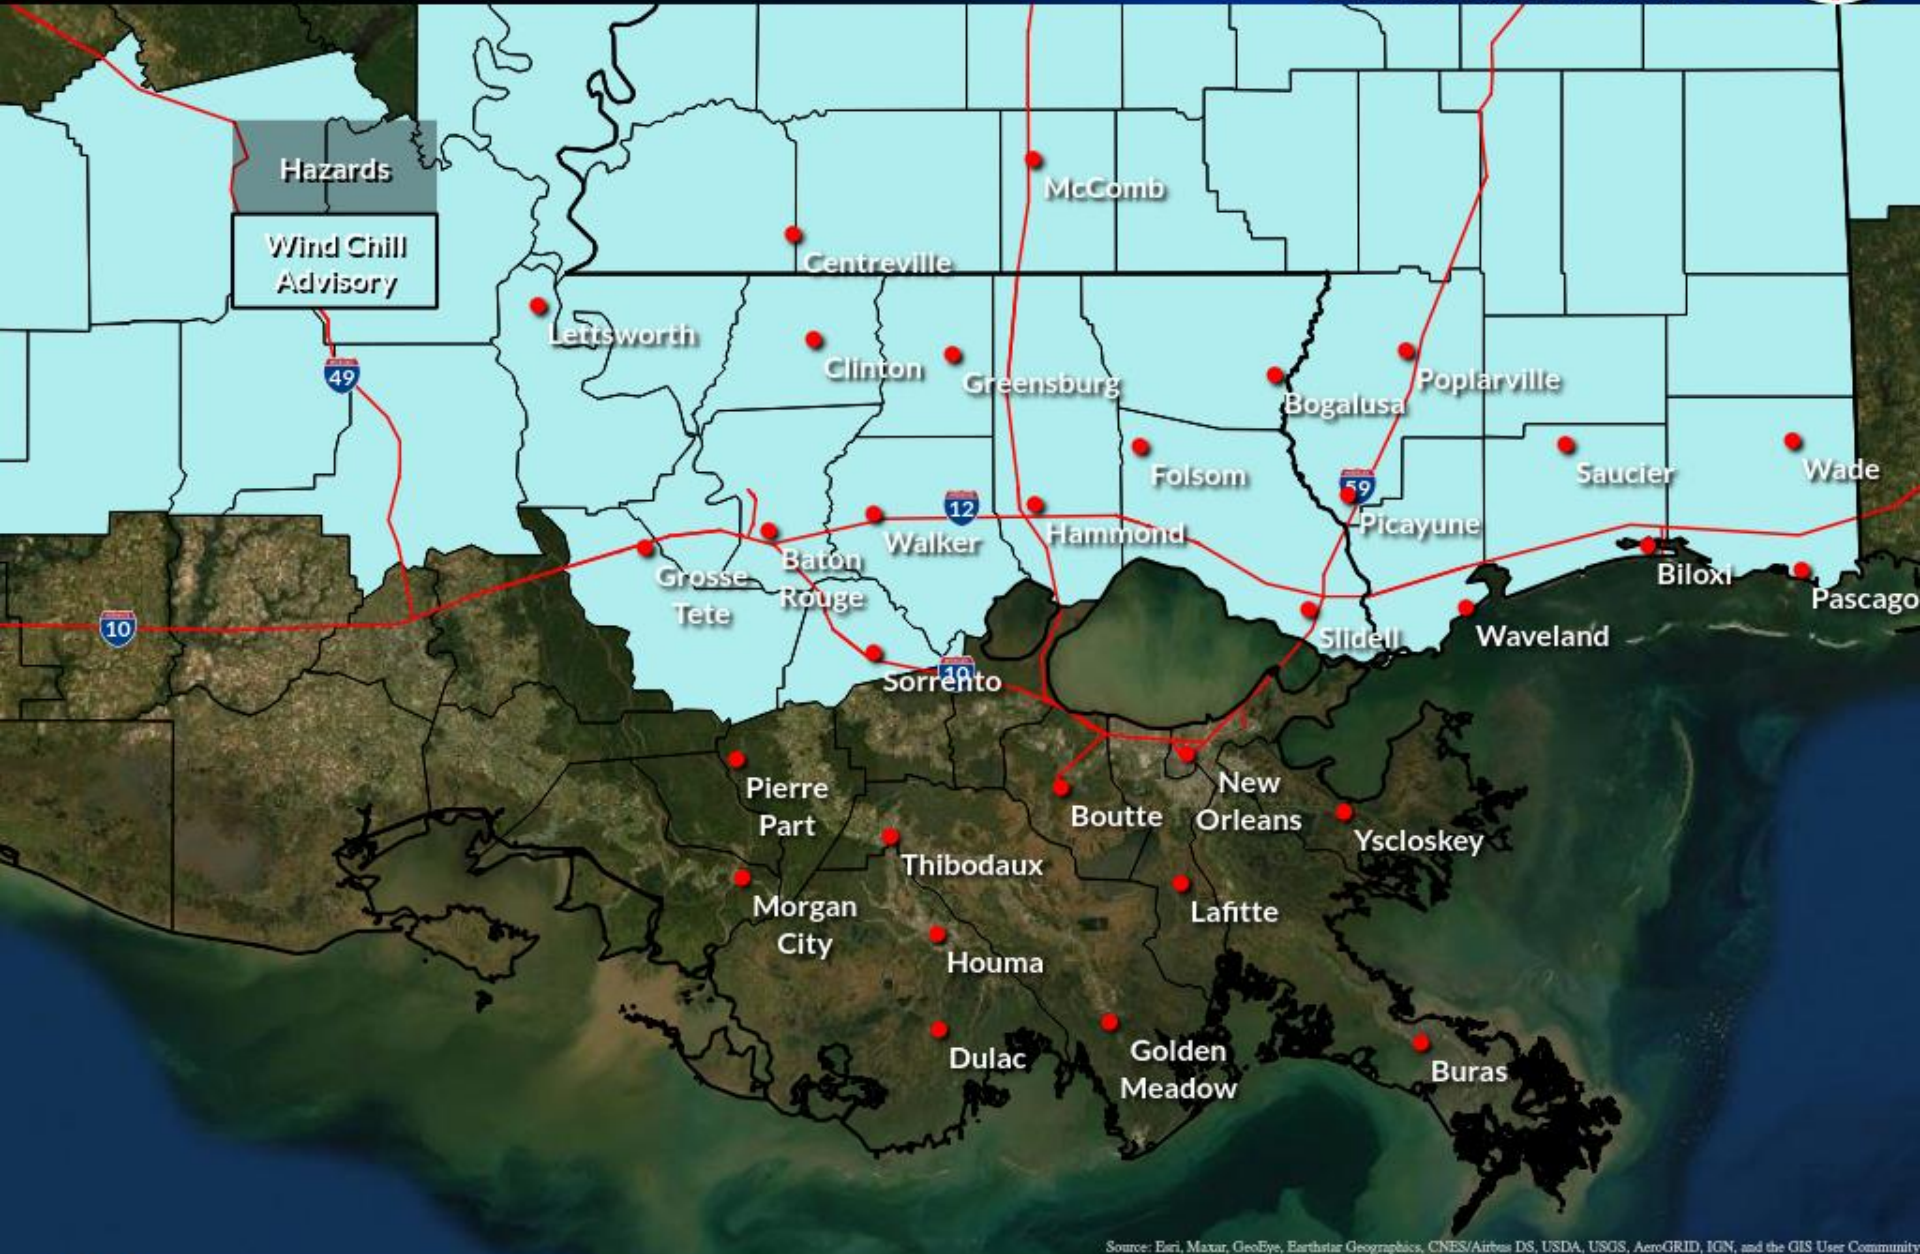 Hazards
Wind Chill
Advisory
McComb
Centreville
Lettsworth
Clinton
Greensburg
49
Bogalusa
Poplarville
Folsom
Saucier
Wade
59
12
Picayune
Walker
Hammond
Baton
Rouge
Grosse
Tete
Biloxi
Pascago
10
Slidell
Waveland
10
Sorrento
Pierre
Part
New
Orleans
Boutte
Yscloskey
Thibodaux
Morgan
City
Lafitte
Houma
Dulac
Golden
Meadow
Buras
Source: Esri, Maxar, GeoEye, Earthstar Geographics, CNES/Airbus DS, USDA, USGS, AeroGRID, IGN, and the GIS User Community